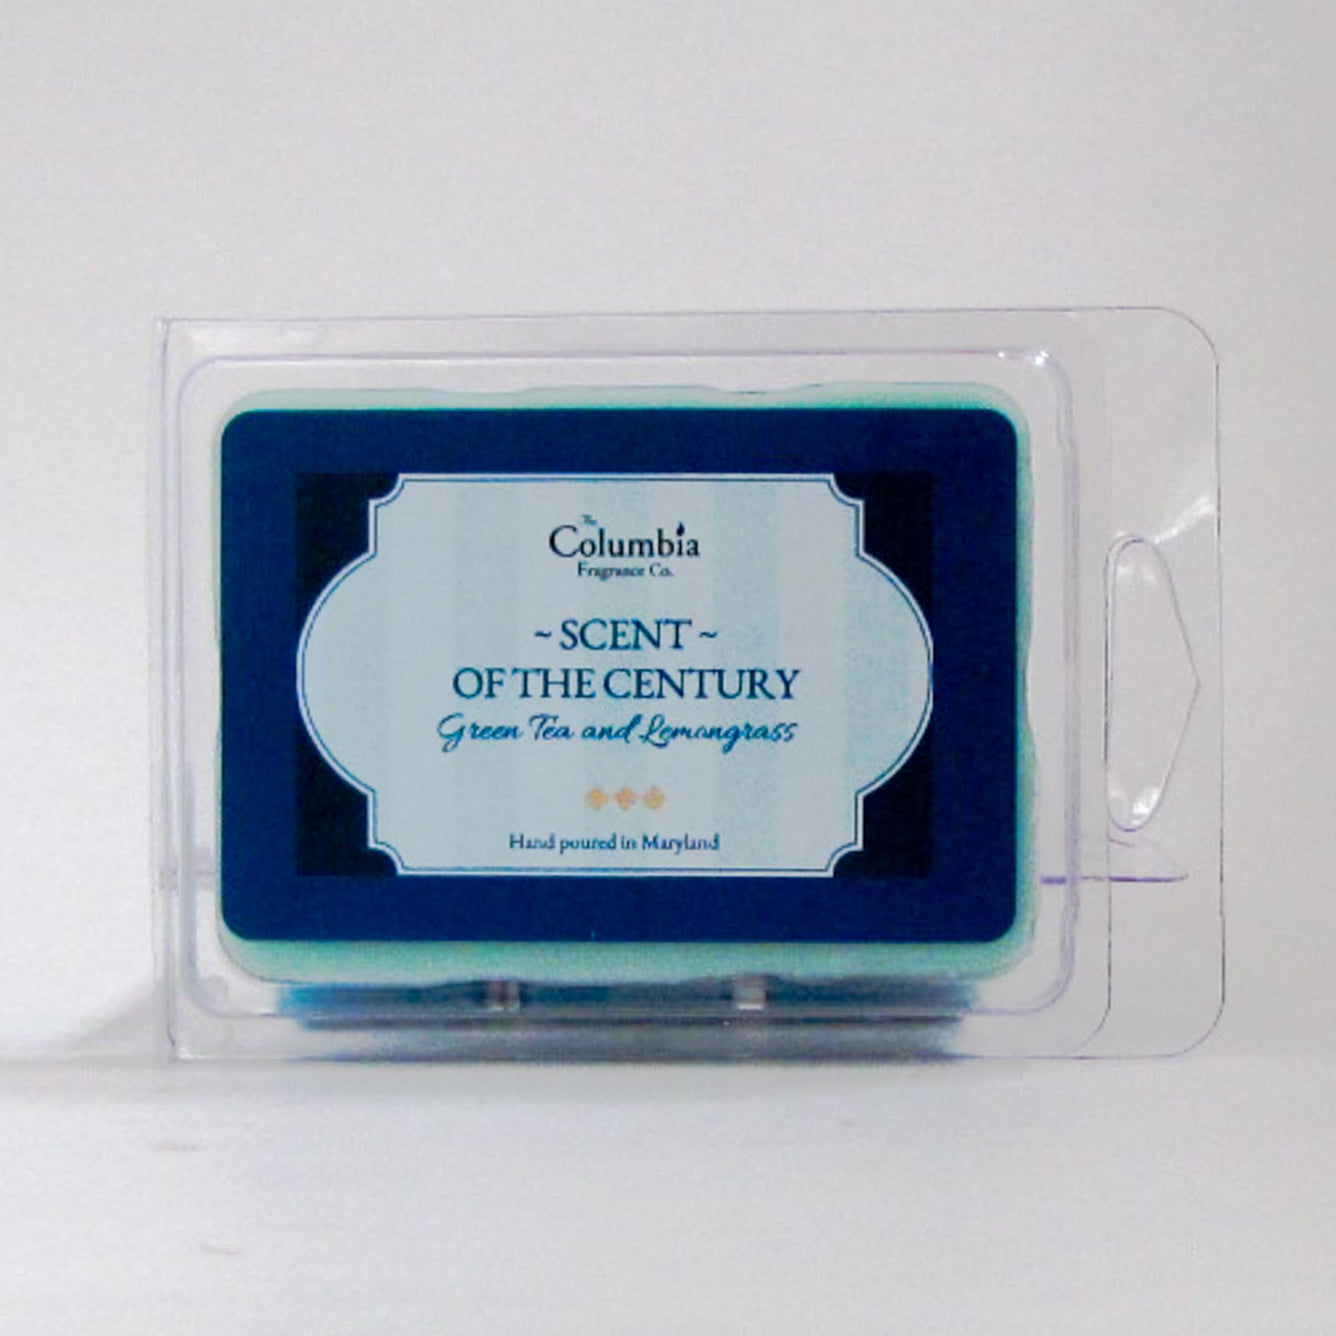 The
Columbia
Fragrance Co.
~ SCENT ~
OF THE CENTURY
Green Tea and Lemongrass
Hand poured in Maryland